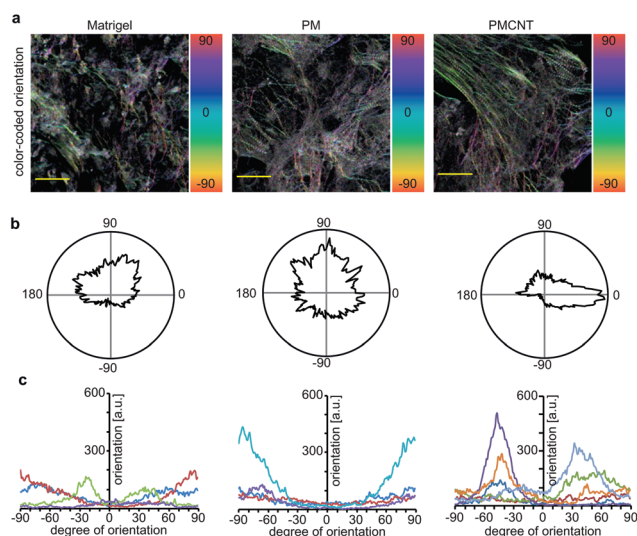 a
Matrigel
PM
PMCNT
color-coded orientation
90
0
-90
90
0
-90
90
0
-90
b
90
180
0
-90
90
180
0
-90
90
180
0
-90
c
600
300
orientation [a.u.]
-90 -60 -30 0 30 60 90
degree of orientation
600
300
orientation [a.u.]
-90 -60 -30 0 30 60 90
degree of orientation
600
300
orientation [a.u.]
-90 -60 -30 0 30 60 90
degree of orientation